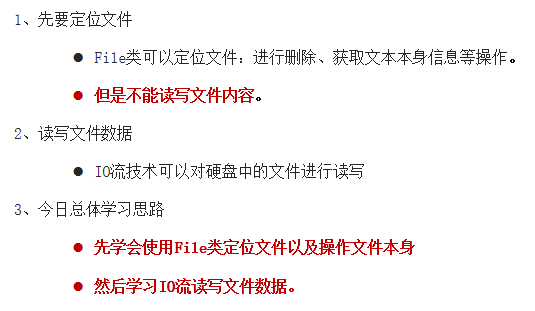 1、先要定位文件
● File类可以定位文件：进行删除、获取文本本身信息等操作。
● 但是不能读写文件内容。
2、读写文件数据
● IO流技术可以对硬盘中的文件进行读写
3、今日总体学习思路
● 先学会使用File类定位文件以及操作文件本身
● 然后学习IO流读写文件数据。